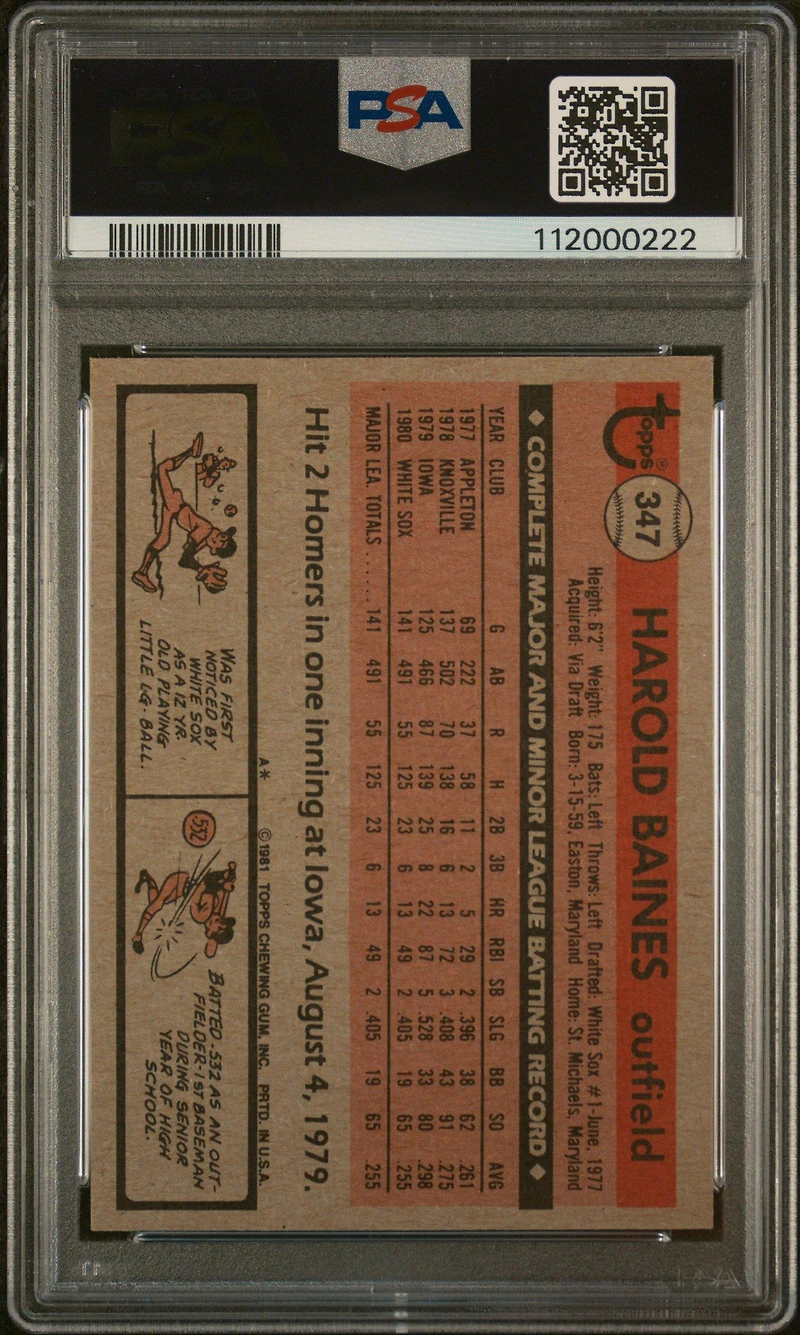 PSA
112000222
topps®
347
HAROLD BAINES outfield
Height: 6'2" Weight: 175 Bats: Left Throws: Left Drafted: White Sox #1-June, 1977
Acquired: Via Draft Born: 3-15-59, Easton, Maryland Home: St. Michaels, Maryland
◆ COMPLETE MAJOR AND MINOR LEAGUE BATTING RECORD ◆
YEAR CLUB G AB R H 2B 3B HR RBI SB SLG BB SO AVG
1977 APPLETON 69 222 37 58 11 2 5 29 2 .396 38 62 .261
1978 KNOXVILLE 137 502 70 138 16 6 13 72 3 .408 43 91 .275
1979 IOWA 125 466 87 139 25 8 22 87 5 .528 33 80 .298
1980 WHITE SOX 141 491 55 125 23 6 13 49 2 .405 19 65 .255
MAJOR LEA. TOTALS ...... 141 491 55 125 23 6 13 49 2 .405 19 65 .255
Hit 2 Homers in one inning at Iowa, August 4, 1979.
A* ©1981 TOPPS CHEWING GUM, INC. PRTD. IN U.S.A.
WAS FIRST
NOTICED BY
WHITE SOX
AS A 12 YR.
OLD PLAYING
LITTLE LG. BALL.
.532
BATTED .532 AS AN OUT-
FIELDER-1ST BASEMAN
DURING SENIOR
YEAR OF HIGH
SCHOOL.
PSA